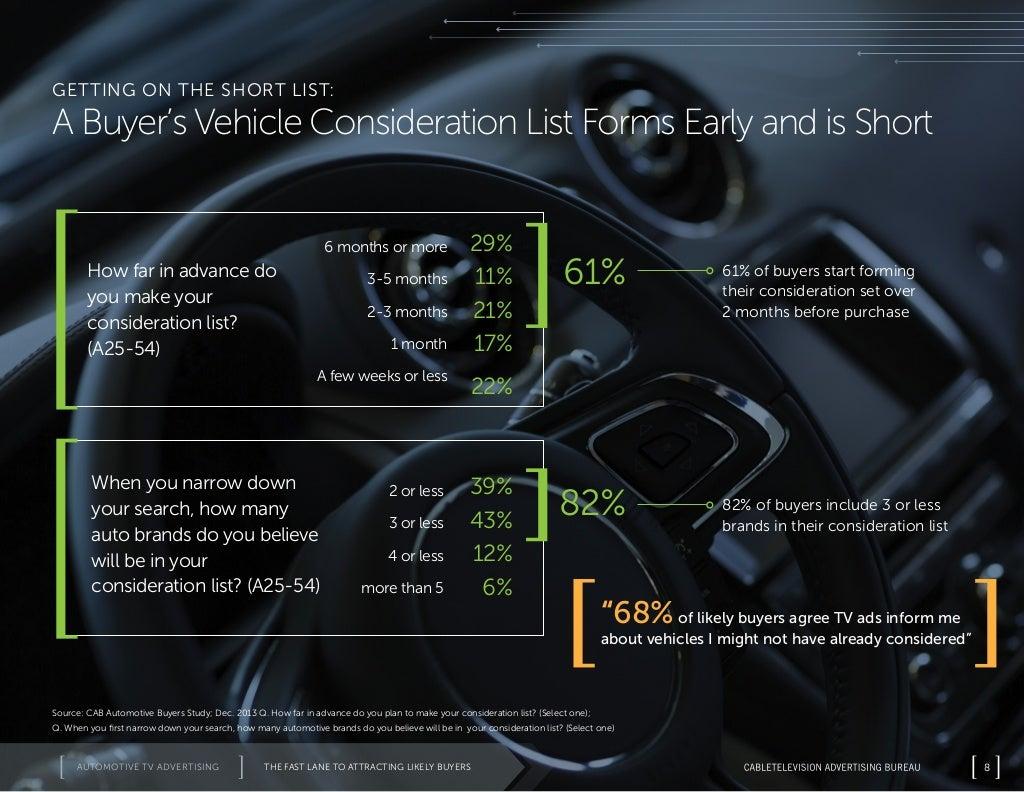 GETTING ON THE SHORT LIST:
A Buyer's Vehicle Consideration List Forms Early and is Short
How far in advance do
you make your
consideration list?
(A25-54)
6 months or more 29%
3-5 months 11%
2-3 months 21%
1 month 17%
A few weeks or less 22%
61%
61% of buyers start forming
their consideration set over
2 months before purchase
When you narrow down
your search, how many
auto brands do you believe
will be in your
consideration list? (A25-54)
2 or less 39%
3 or less 43%
4 or less 12%
more than 5 6%
82%
82% of buyers include 3 or less
brands in their consideration list
“68% of likely buyers agree TV ads inform me
about vehicles I might not have already considered”
Source: CAB Automotive Buyers Study; Dec. 2013 Q. How far in advance do you plan to make your consideration list? (Select one);
Q. When you first narrow down your search, how many automotive brands do you believe will be in your consideration list? (Select one)
[ AUTOMOTIVE TV ADVERTISING ] THE FAST LANE TO ATTRACTING LIKELY BUYERS
CABLETELEVISION ADVERTISING BUREAU [ 8 ]